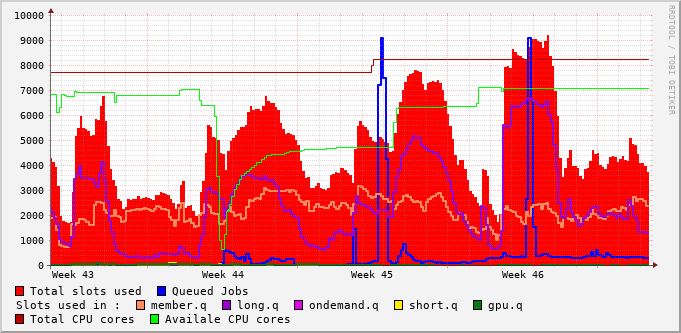 10000
9000
8000
7000
6000
5000
4000
3000
2000
1000
0
Week 43 Week 44 Week 45 Week 46
RRDTOOL / TOBI OETIKER
Total slots used Queued Jobs
Slots used in : member.q long.q ondemand.q short.q gpu.q
Total CPU cores Availale CPU cores